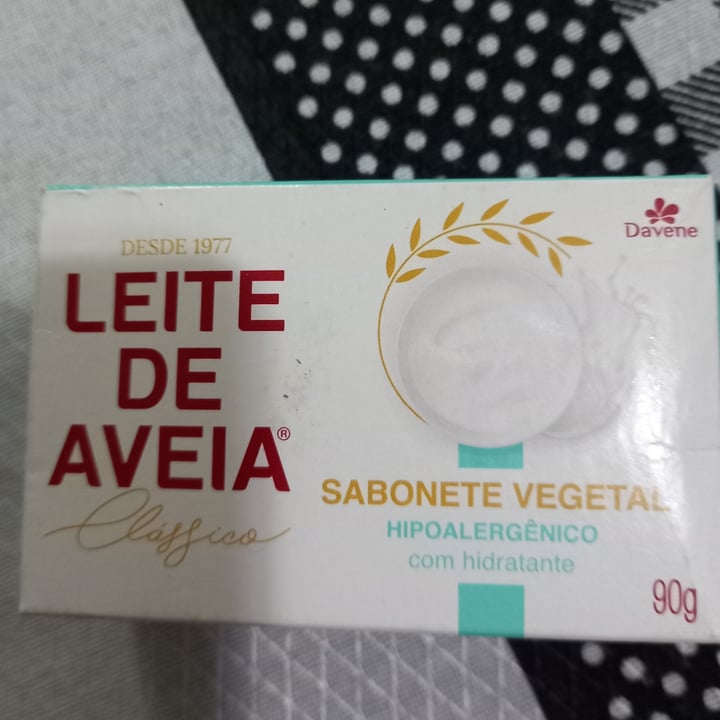 DESDE 1977
LEITE
DE
AVEIA®
Clássico
Davene
SABONETE VEGETAL
HIPOALERGÊNICO
com hidratante
90g